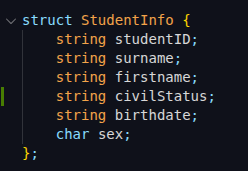 struct StudentInfo {
    string studentID;
    string surname;
    string firstname;
    string civilStatus;
    string birthdate;
    char sex;
};